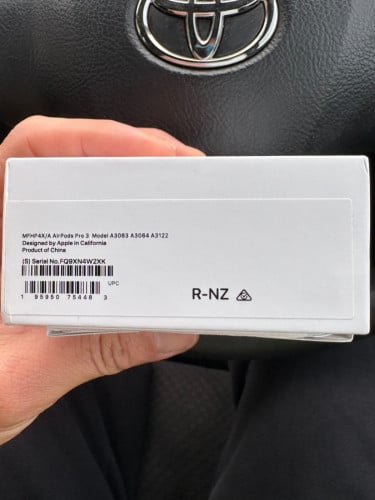 MFHP4X/A AirPods Pro 3 Model A3063 A3064 A3122
Designed by Apple in California
Product of China
(S) Serial No.FQ9XN4W2XK
UPC
1 95950 75448 3
R-NZ